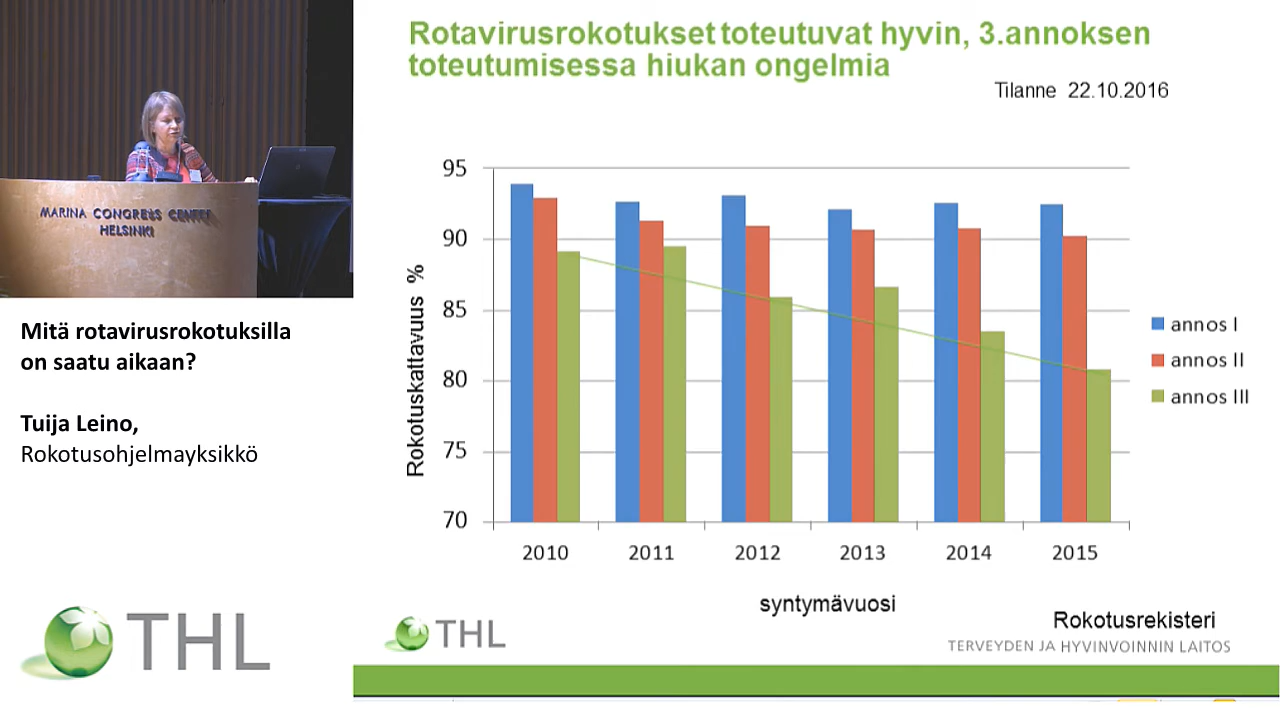 MARINA CONGRESS CENTER
HELSINKI
Mitä rotavirusrokotuksilla
on saatu aikaan?
Tuija Leino,
Rokotusohjelmayksikkö
THL
Rotavirusrokotukset toteutuvat hyvin, 3.annoksen
toteutumisessa hiukan ongelmia
Tilanne 22.10.2016
Rokotuskattavuus %
95
90
85
80
75
70
2010 2011 2012 2013 2014 2015
syntymävuosi
annos I
annos II
annos III
Rokotusrekisteri
THL
TERVEYDEN JA HYVINVOINNIN LAITOS